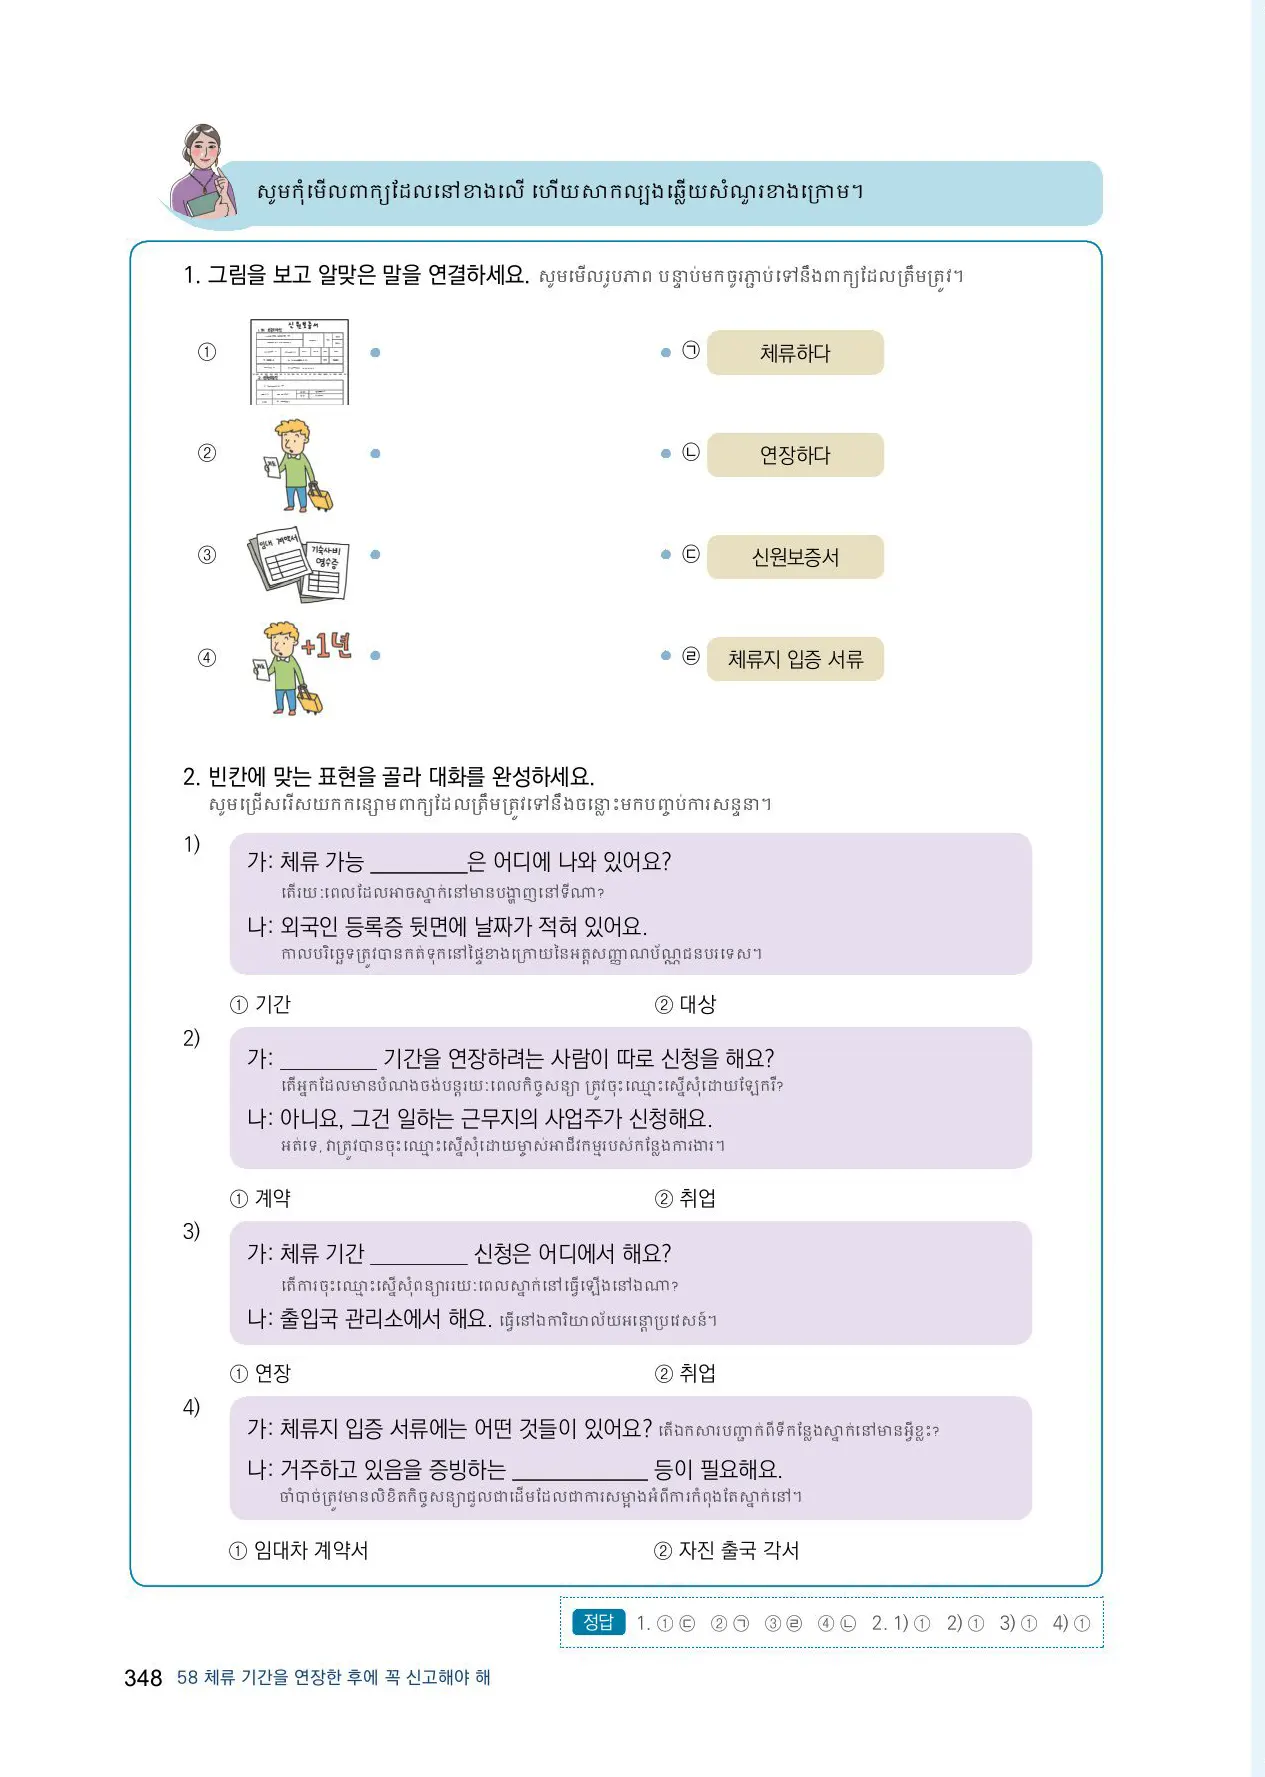 សូមកុំមើលពាក្យដែលនៅខាងលើ ហើយសាកល្បងឆ្លើយសំណួរខាងក្រោម។
1. 그림을 보고 알맞은 말을 연결하세요. សូមមើលរូបភាព បន្ទាប់មកចូរភ្ជាប់ទៅនឹងពាក្យដែលត្រឹមត្រូវ។
① 신원보증서 ㉠ 체류하다
② ㉡ 연장하다
③ 임대 계약서 기숙사비 영수증 ㉢ 신원보증서
④ +1년 ㉣ 체류지 입증 서류
2. 빈칸에 맞는 표현을 골라 대화를 완성하세요.
សូមជ្រើសរើសយកកន្សោមពាក្យដែលត្រឹមត្រូវទៅនឹងចន្លោះមកបញ្ចប់ការសន្ទនា។
1)
가: 체류 가능 _________은 어디에 나와 있어요?
តើរយៈពេលដែលអាចស្នាក់នៅមានបង្ហាញនៅទីណា?
나: 외국인 등록증 뒷면에 날짜가 적혀 있어요.
កាលបរិច្ឆេទត្រូវបានកត់ទុកនៅផ្ទៃខាងក្រោយនៃអត្តសញ្ញាណប័ណ្ណជនបរទេស។
① 기간 ② 대상
2)
가: _________ 기간을 연장하려는 사람이 따로 신청을 해요?
តើអ្នកដែលមានបំណងចង់បន្តរយៈពេលកិច្ចសន្យា ត្រូវចុះឈ្មោះស្នើសុំដោយឡែករឺ?
나: 아니요, 그건 일하는 근무지의 사업주가 신청해요.
អត់ទេ, វាត្រូវបានចុះឈ្មោះស្នើសុំដោយម្ចាស់អាជីវកម្មរបស់កន្លែងការងារ។
① 계약 ② 취업
3)
가: 체류 기간 _________ 신청은 어디에서 해요?
តើការចុះឈ្មោះស្នើសុំពន្យាររយៈពេលស្នាក់នៅធ្វើឡើងនៅឯណា?
나: 출입국 관리소에서 해요. ធ្វើនៅឯការិយាល័យអន្តោប្រវេសន៍។
① 연장 ② 취업
4)
가: 체류지 입증 서류에는 어떤 것들이 있어요? តើឯកសារបញ្ជាក់ពីទីកន្លែងស្នាក់នៅមានអ្វីខ្លះ?
나: 거주하고 있음을 증빙하는 _____________ 등이 필요해요.
ចាំបាច់ត្រូវមានលិខិតកិច្ចសន្យាជួលជាដើមដែលជាការសម្អាងអំពីការកំពុងតែស្នាក់នៅ។
① 임대차 계약서 ② 자진 출국 각서
정답 1. ①㉢ ②㉠ ③㉣ ④㉡ 2. 1)① 2)① 3)① 4)①
348 58 체류 기간을 연장한 후에 꼭 신고해야 해